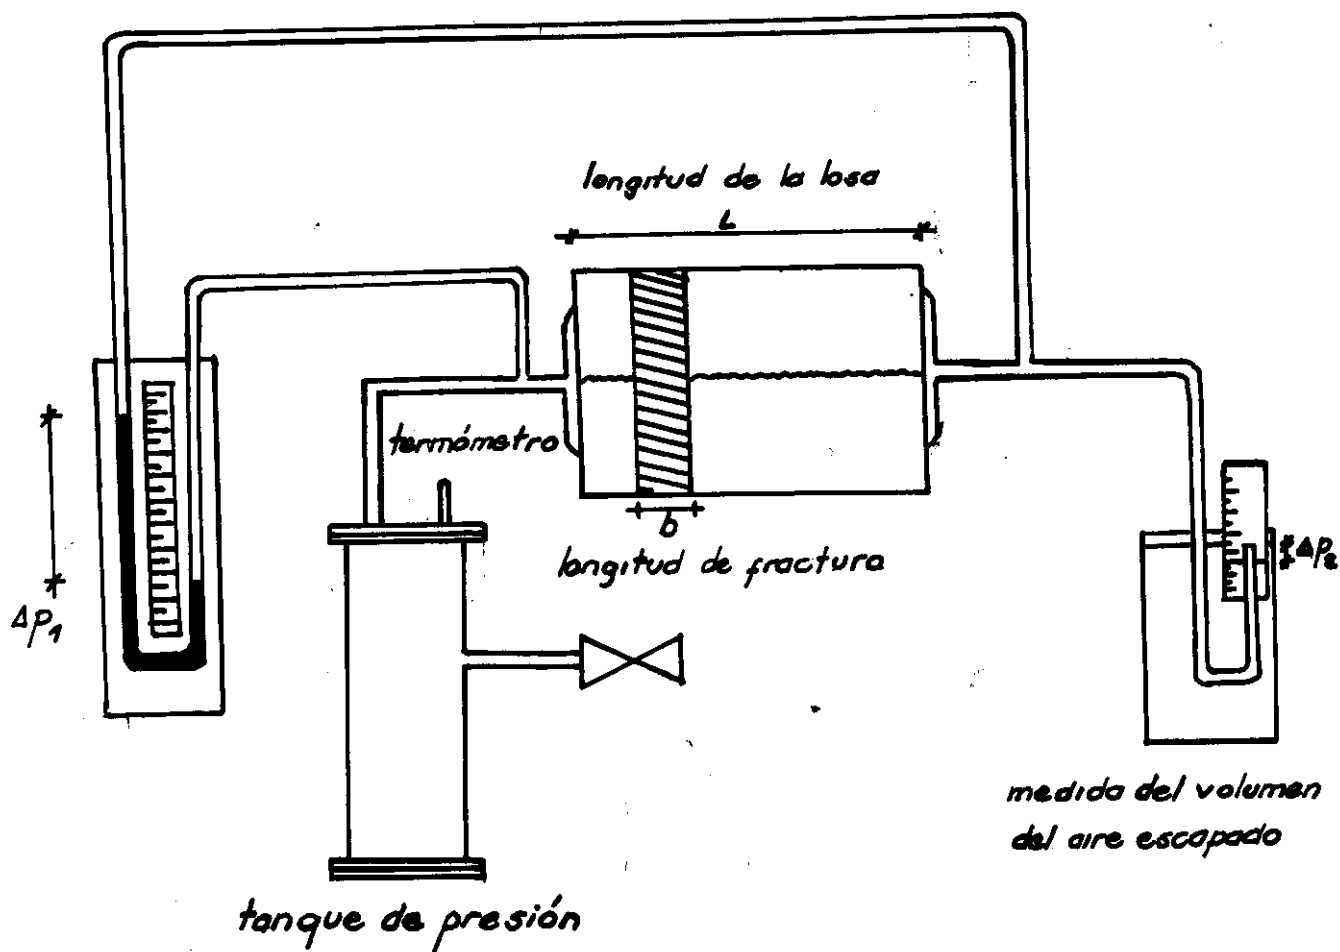 longitud de la losa
L
termómetro
b
longitud de fractura
Δp1
Δp2
medida del volumen
del aire escapado
tanque de presión